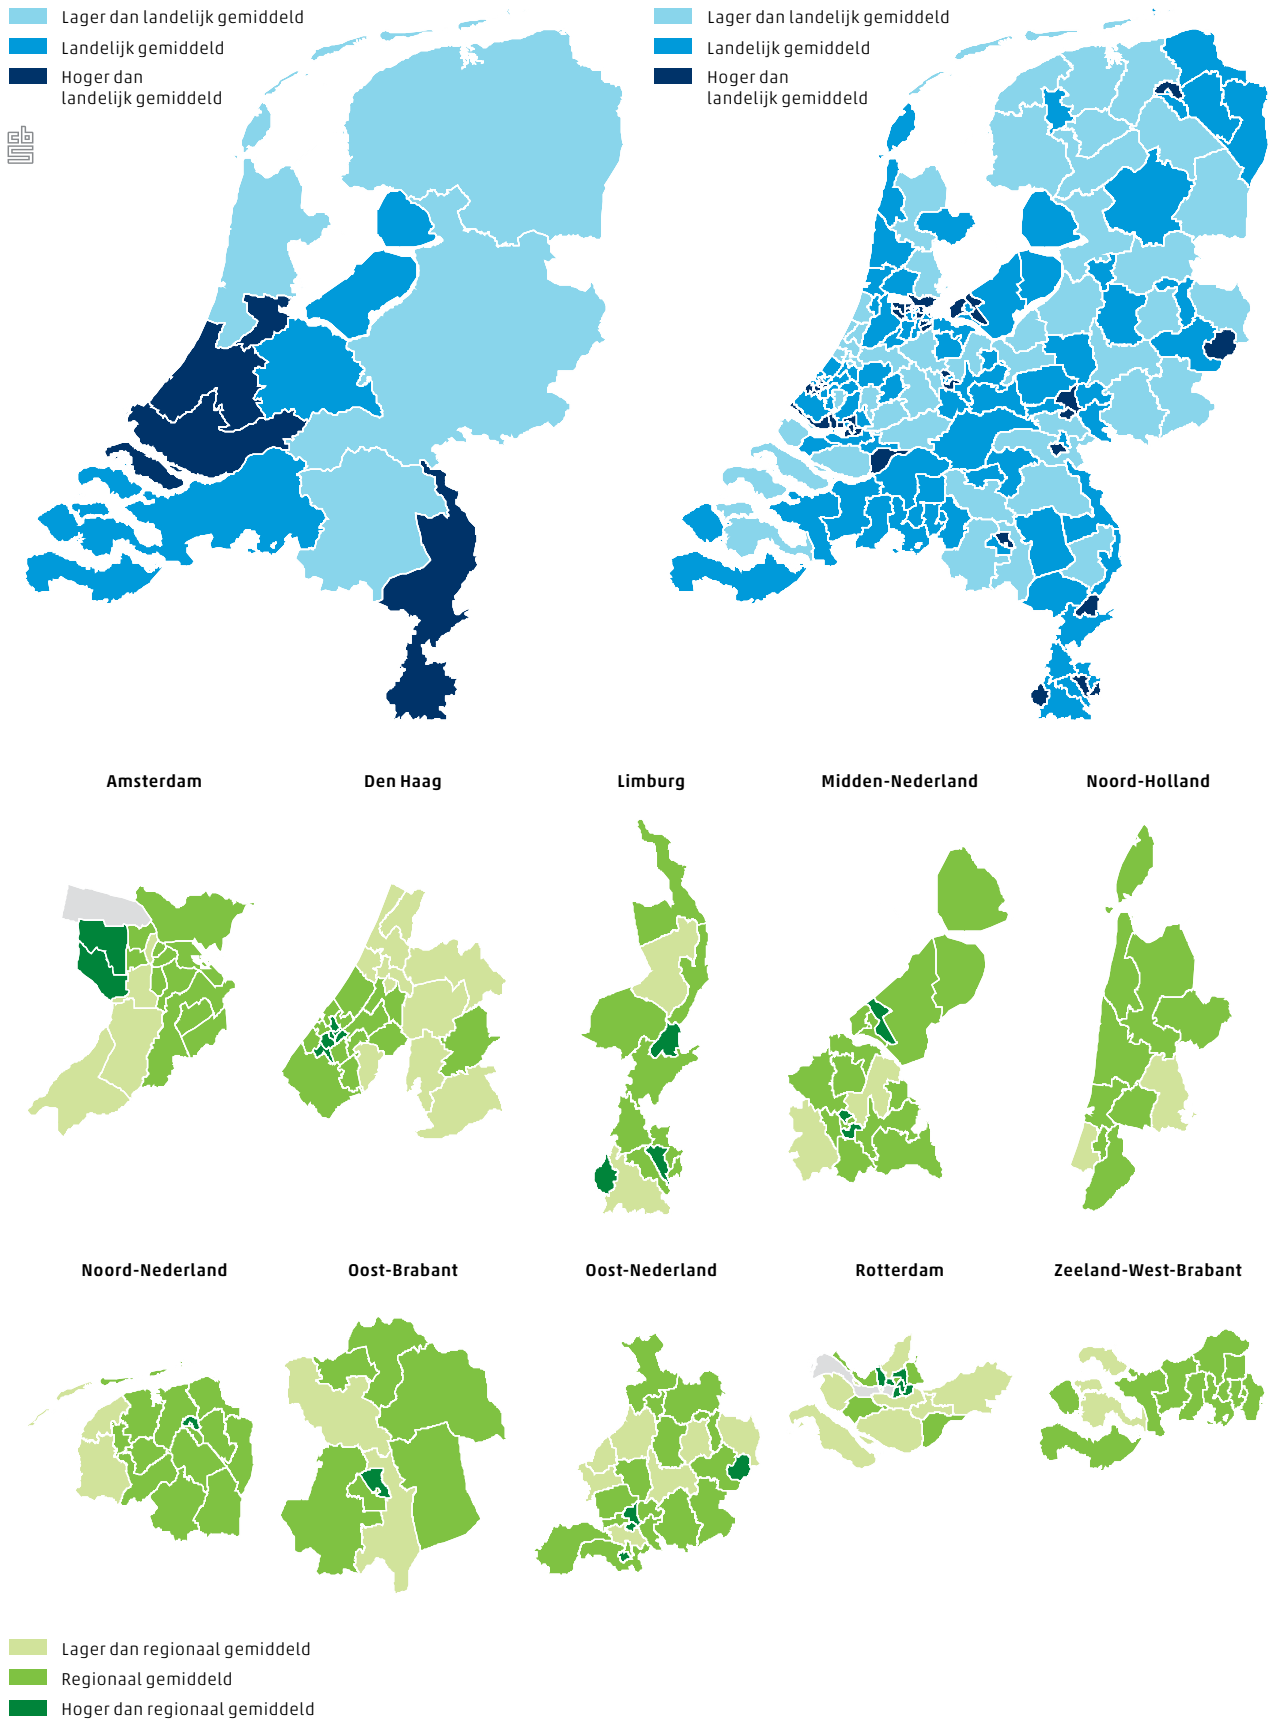 Lager dan landelijk gemiddeld
Landelijk gemiddeld
Hoger dan
landelijk gemiddeld
Lager dan landelijk gemiddeld
Landelijk gemiddeld
Hoger dan
landelijk gemiddeld
cbs
Amsterdam
Den Haag
Limburg
Midden-Nederland
Noord-Holland
Noord-Nederland
Oost-Brabant
Oost-Nederland
Rotterdam
Zeeland-West-Brabant
Lager dan regionaal gemiddeld
Regionaal gemiddeld
Hoger dan regionaal gemiddeld